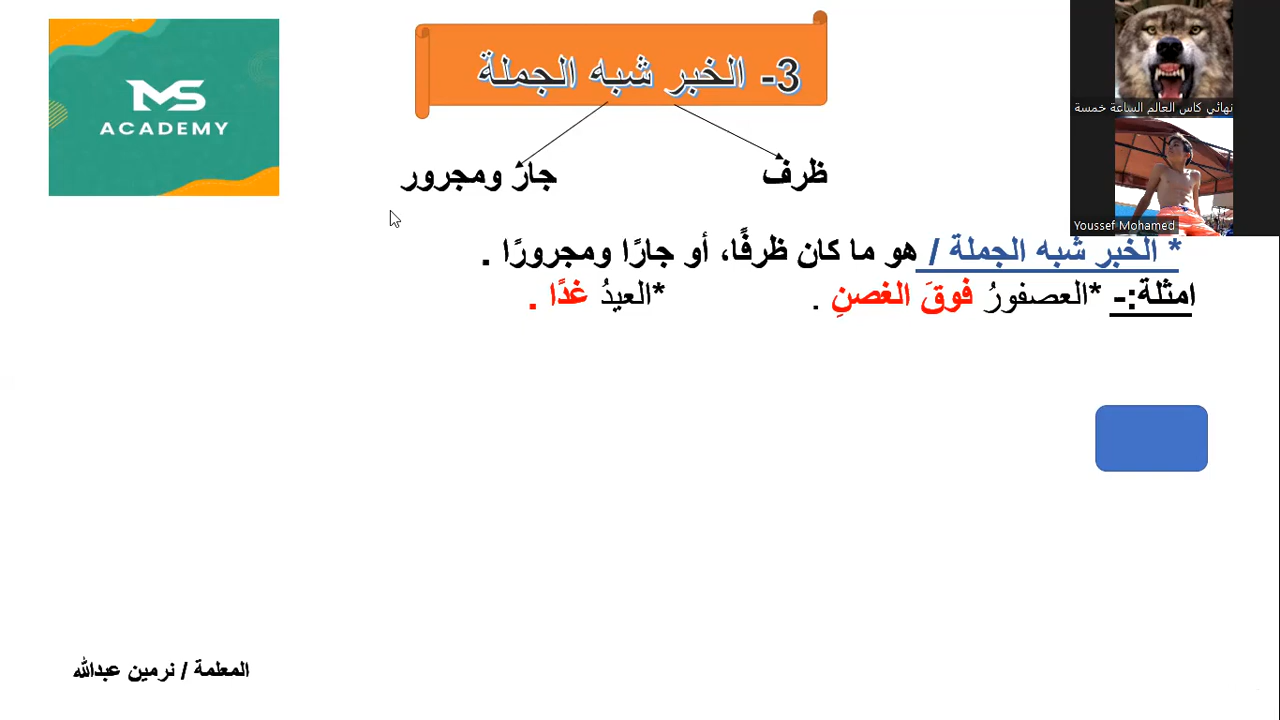 3- الخبر شبه الجملة
MS
ACADEMY
نهائي كاس العالم الساعة خمسة
ظرف
جارّ ومجرور
Youssef Mohamed
* الخبر شبه الجملة / هو ما كان ظرفًا، أو جارًا ومجرورًا .
امثلة:- *العصفورُ فوقَ الغصنِ . *العيدُ غدًا .
المعلمة / نرمين عبدالله